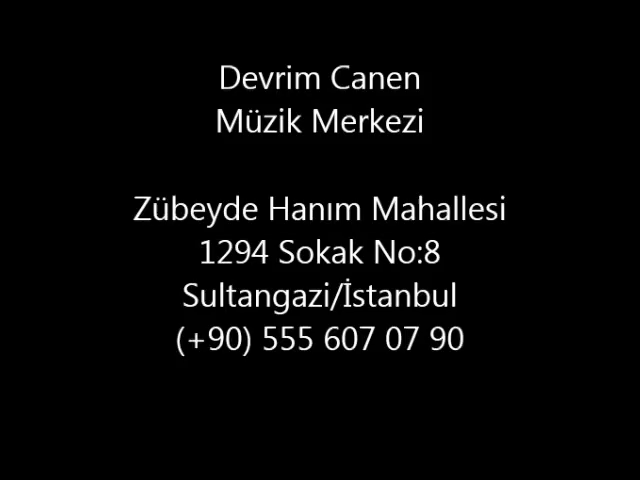 Devrim Canen
Müzik Merkezi
Zübeyde Hanım Mahallesi
1294 Sokak No:8
Sultangazi/İstanbul
(+90) 555 607 07 90